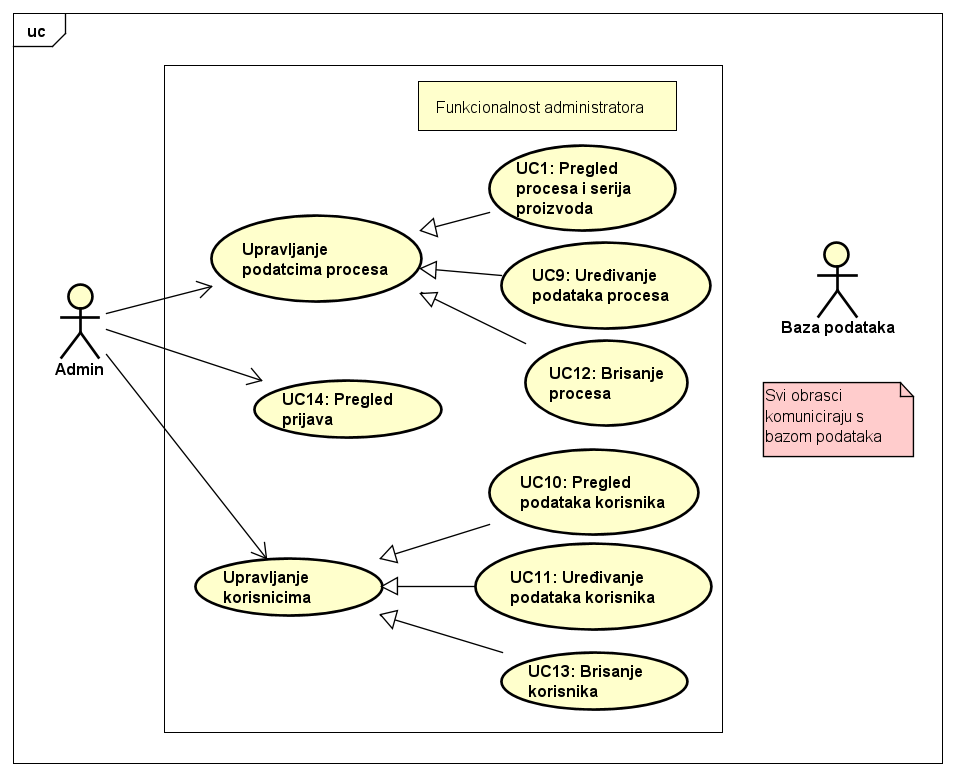 uc
Funkcionalnost administratora
UC1: Pregled
procesa i serija
proizvoda
Upravljanje
podatcima procesa
UC9: Uređivanje
podataka procesa
UC12: Brisanje
procesa
Admin
UC14: Pregled
prijava
Baza podataka
Svi obrasci
komuniciraju s
bazom podataka
UC10: Pregled
podataka korisnika
Upravljanje
korisnicima
UC11: Uređivanje
podataka korisnika
UC13: Brisanje
korisnika